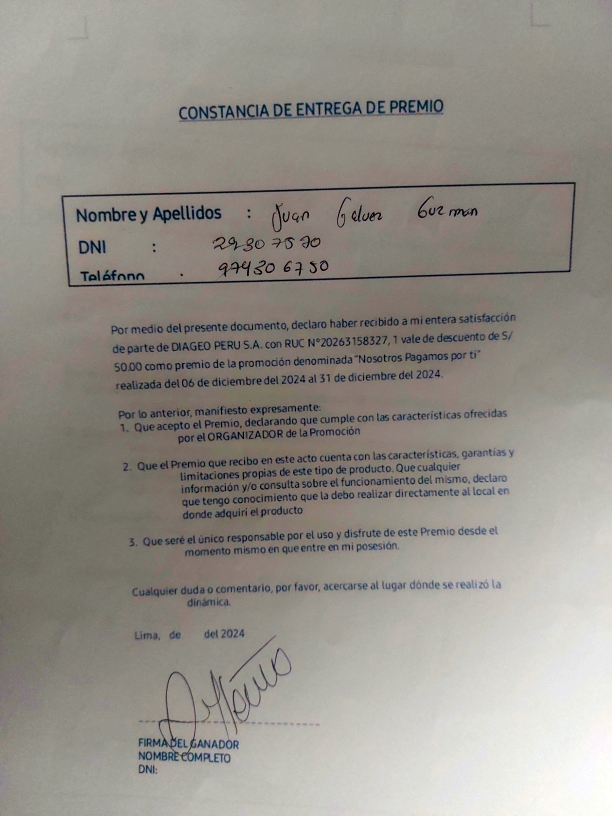 CONSTANCIA DE ENTREGA DE PREMIO
Nombre y Apellidos : Juan Galvez Guzman
DNI : 29307570
Teléfono : 974306750
Por medio del presente documento, declaro haber recibido a mi entera satisfacción
de parte de DIAGEO PERU S.A. con RUC N°20263158327, 1 vale de descuento de S/
50.00 como premio de la promoción denominada "Nosotros Pagamos por ti"
realizada del 06 de diciembre del 2024 al 31 de diciembre del 2024.
Por lo anterior, manifiesto expresamente:
1. Que acepto el Premio, declarando que cumple con las características ofrecidas
por el ORGANIZADOR de la Promoción
2. Que el Premio que recibo en este acto cuenta con las características, garantías y
limitaciones propias de este tipo de producto. Que cualquier
información y/o consulta sobre el funcionamiento del mismo, declaro
que tengo conocimiento que la debo realizar directamente al local en
donde adquirí el producto
3. Que seré el único responsable por el uso y disfrute de este Premio desde el
momento mismo en que entre en mi posesión.
Cualquier duda o comentario, por favor, acercarse al lugar dónde se realizó la
dinámica.
Lima, de del 2024
FIRMA DEL GANADOR
NOMBRE COMPLETO
DNI: